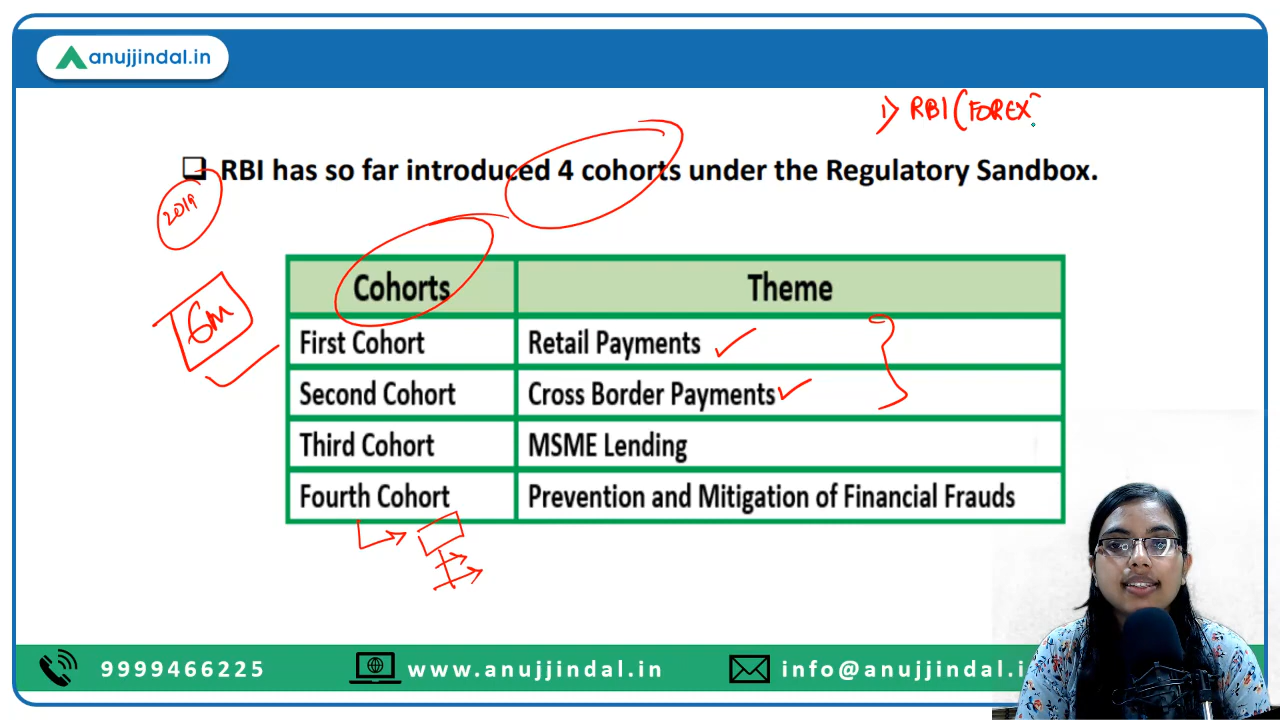 anujjindal.in
1) RBI (FOREX
❑ RBI has so far introduced 4 cohorts under the Regulatory Sandbox.
2019
Cohorts Theme
6m
First Cohort Retail Payments
Second Cohort Cross Border Payments
Third Cohort MSME Lending
Fourth Cohort Prevention and Mitigation of Financial Frauds
9999466225 www.anujjindal.in info@anujjindal.i